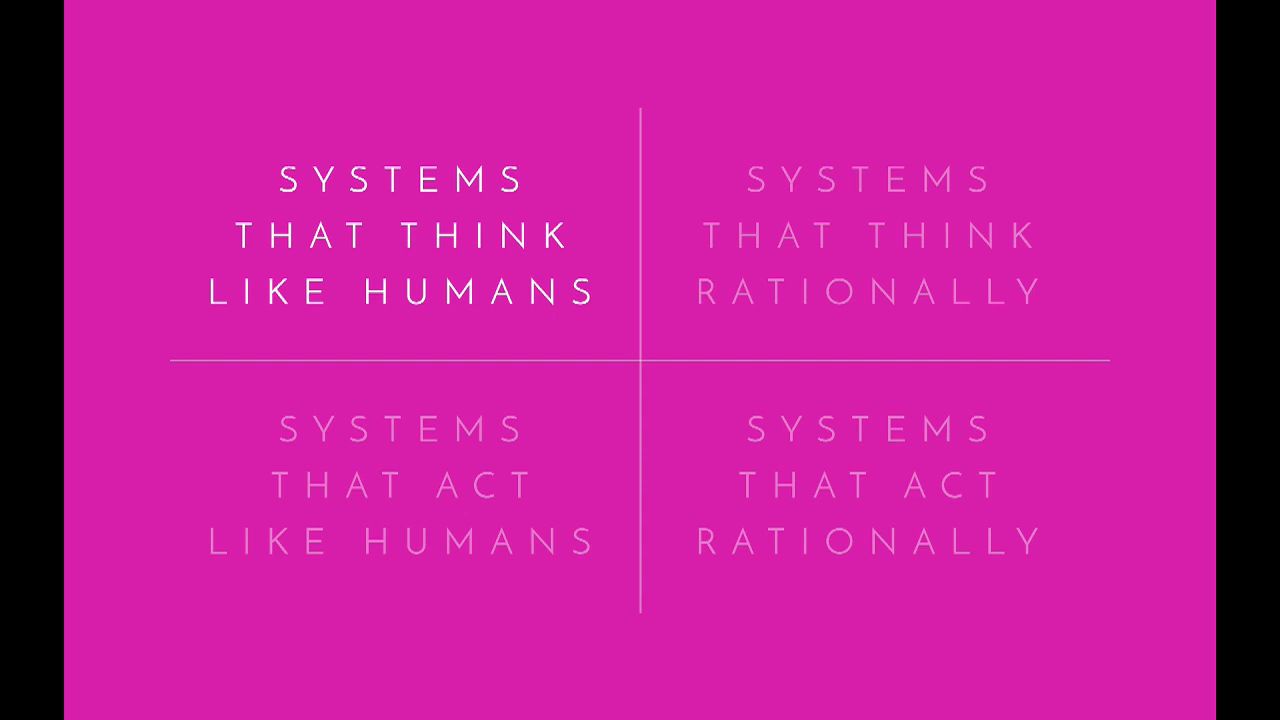 SYSTEMS
THAT THINK
LIKE HUMANS
SYSTEMS
THAT THINK
RATIONALLY
SYSTEMS
THAT ACT
LIKE HUMANS
SYSTEMS
THAT ACT
RATIONALLY